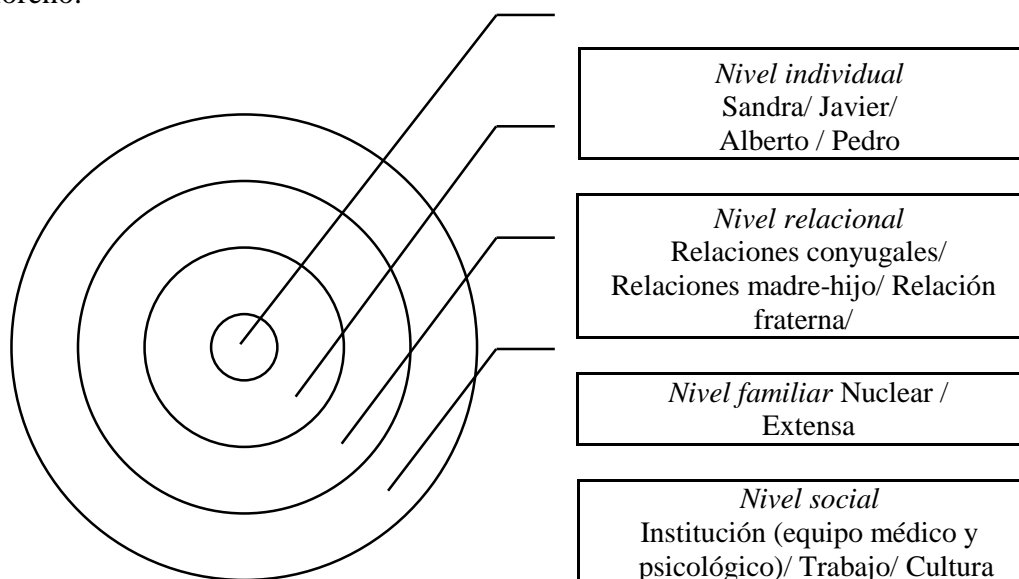 Nivel individual
Sandra/ Javier/
Alberto / Pedro
Nivel relacional
Relaciones conyugales/
Relaciones madre-hijo/ Relación
fraterna/
Nivel familiar Nuclear /
Extensa
Nivel social
Institución (equipo médico y
psicológico)/ Trabajo/ Cultura